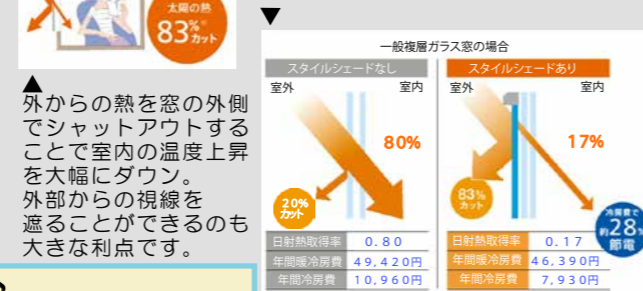 太陽の熱
83%※
カット
▲
外からの熱を窓の外側
でシャットアウトする
ことで室内の温度上昇
を大幅にダウン。
外部からの視線を
遮ることができるのも
大きな利点です。
▼
一般複層ガラス窓の場合
スタイルシェードなし
室外 室内
80%
20%
カット
日射熱取得率 0.80
年間暖冷房費 49,420円
年間冷房費 10,960円
スタイルシェードあり
室外 室内
17%
83%
カット
冷房費で
約28%
節電
日射熱取得率 0.17
年間暖冷房費 46,390円
年間冷房費 7,930円